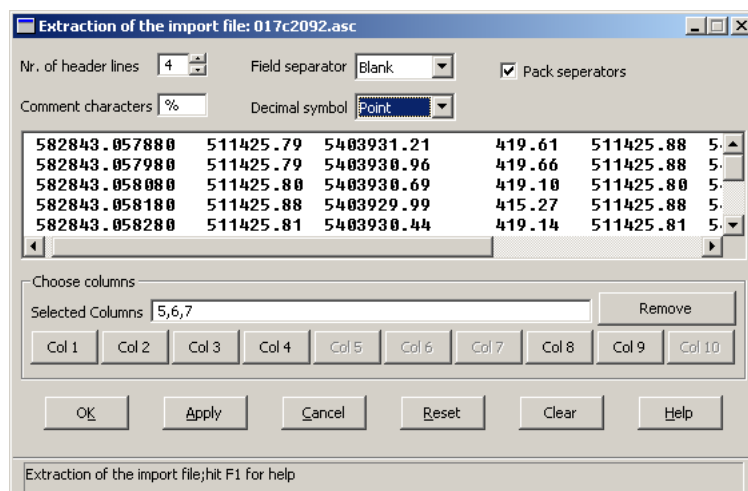 Extraction of the import file: 017c2092.asc
Nr. of header lines 4 Field separator Blank Pack seperators
Comment characters % Decimal symbol Point
582843.057880 511425.79 5403931.21 419.61 511425.88 5
582843.057980 511425.79 5403930.96 419.66 511425.88 5
582843.058080 511425.80 5403930.69 419.10 511425.80 5
582843.058180 511425.88 5403929.99 415.27 511425.88 5
582843.058280 511425.81 5403930.44 419.14 511425.81 5
Choose columns
Selected Columns 5,6,7 Remove
Col 1 Col 2 Col 3 Col 4 Col 5 Col 6 Col 7 Col 8 Col 9 Col 10
OK Apply Cancel Reset Clear Help
Extraction of the import file;hit F1 for help